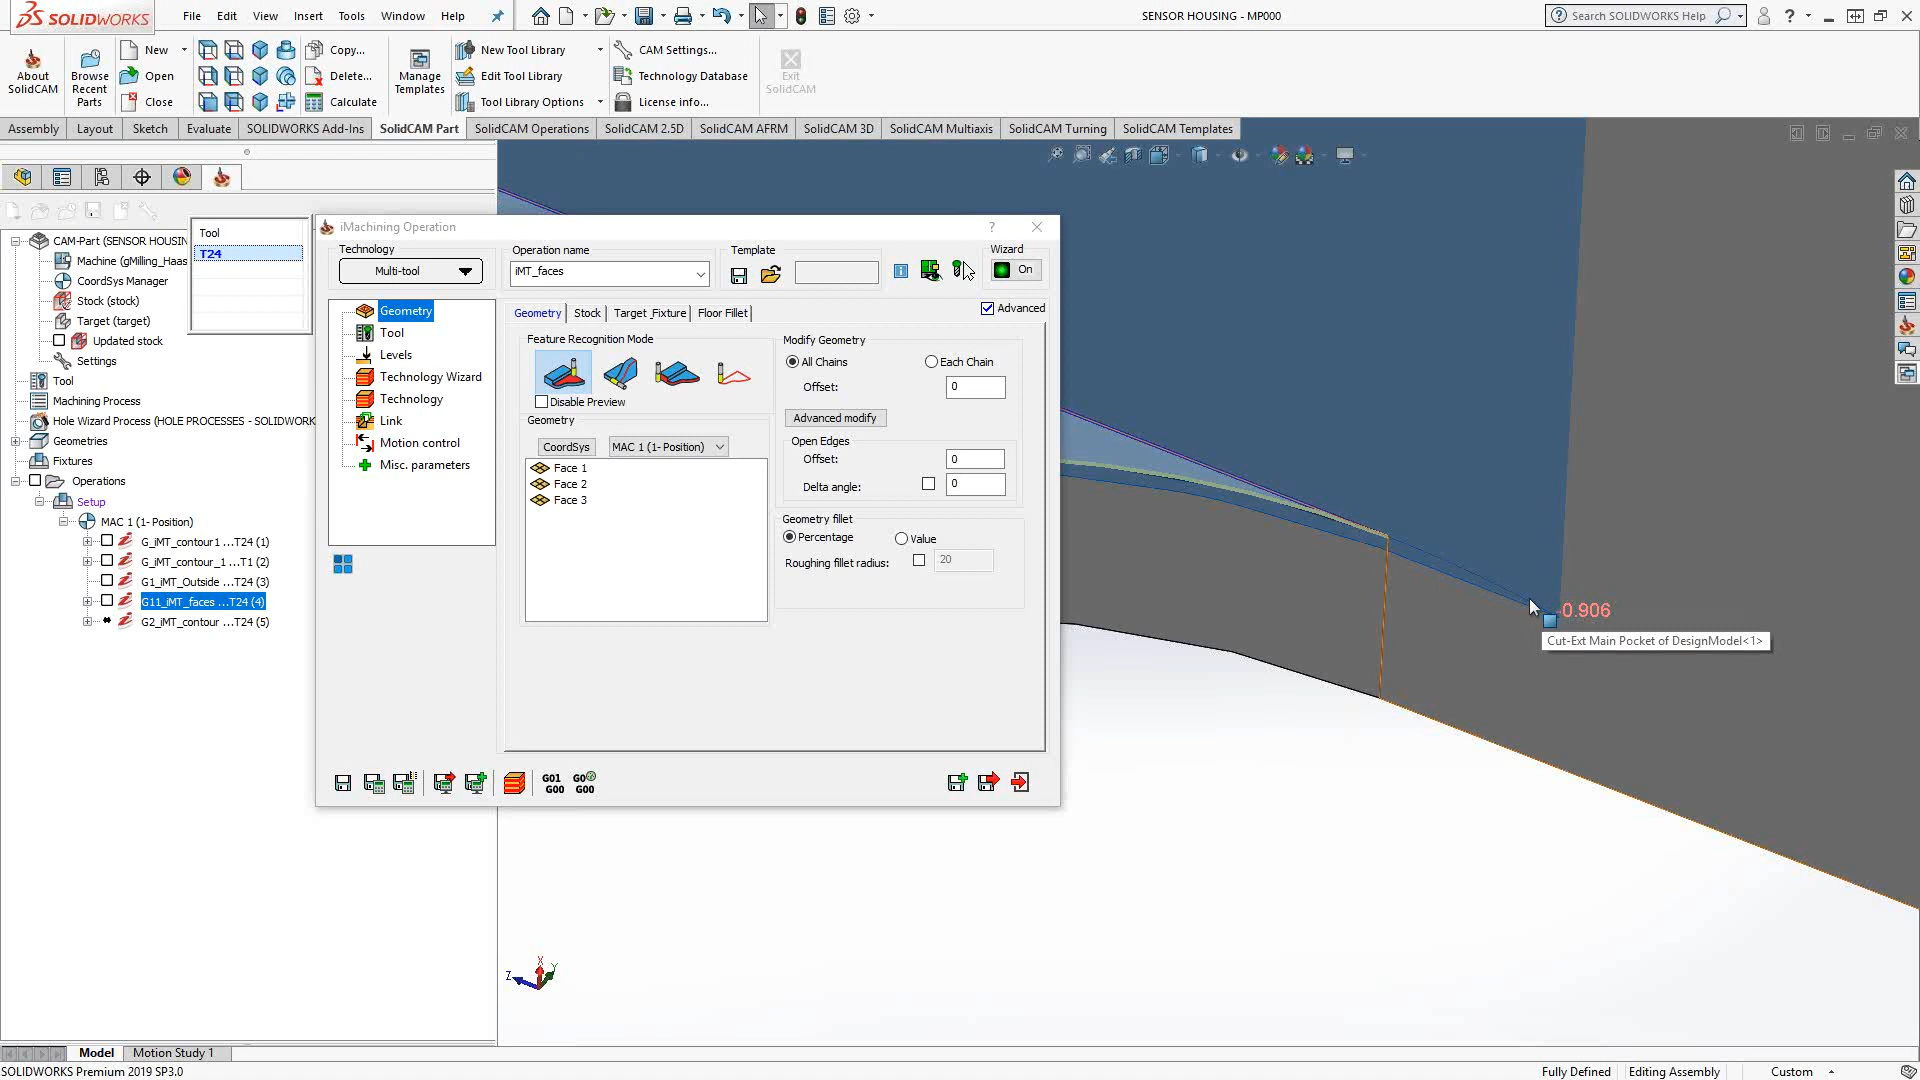 SOLIDWORKS
File Edit View Insert Tools Window Help
SENSOR HOUSING - MP000
Search SOLIDWORKS Help
About SolidCAM
Browse Recent Parts
New
Open
Close
Copy...
Delete...
Calculate
Manage Templates
New Tool Library
Edit Tool Library
Tool Library Options
CAM Settings...
Technology Database
License info...
Exit SolidCAM
Assembly Layout Sketch Evaluate SOLIDWORKS Add-Ins SolidCAM Part SolidCAM Operations SolidCAM 2.5D SolidCAM AFRM SolidCAM 3D SolidCAM Multiaxis SolidCAM Turning SolidCAM Templates
CAM-Part (SENSOR HOUSIN
Machine (gMilling_Haas
CoordSys Manager
Stock (stock)
Target (target)
Updated stock
Settings
Tool
Machining Process
Hole Wizard Process (HOLE PROCESSES - SOLIDWORK
Geometries
Fixtures
Operations
Setup
MAC 1 (1- Position)
G_iMT_contour1 ...T24 (1)
G_iMT_contour_1 ...T1 (2)
G1_iMT_Outside ...T24 (3)
G11_iMT_faces ...T24 (4)
G2_iMT_contour ...T24 (5)
Tool
T24
iMachining Operation
?
Technology
Multi-tool
Operation name
iMT_faces
Template
Wizard
On
Geometry
Tool
Levels
Technology Wizard
Technology
Link
Motion control
Misc. parameters
Geometry Stock Target ,Fixture Floor Fillet
Advanced
Feature Recognition Mode
Disable Preview
Geometry
CoordSys
MAC 1 (1- Position)
Face 1
Face 2
Face 3
Modify Geometry
All Chains
Each Chain
Offset:
0
Advanced modify
Open Edges
Offset:
0
Delta angle:
0
Geometry fillet
Percentage
Value
Roughing fillet radius:
20
G01
G00
G0
G00
-0.906
Cut-Ext Main Pocket of DesignModel<1>
X
Y
Z
Model
Motion Study 1
SOLIDWORKS Premium 2019 SP3.0
Fully Defined
Editing Assembly
Custom